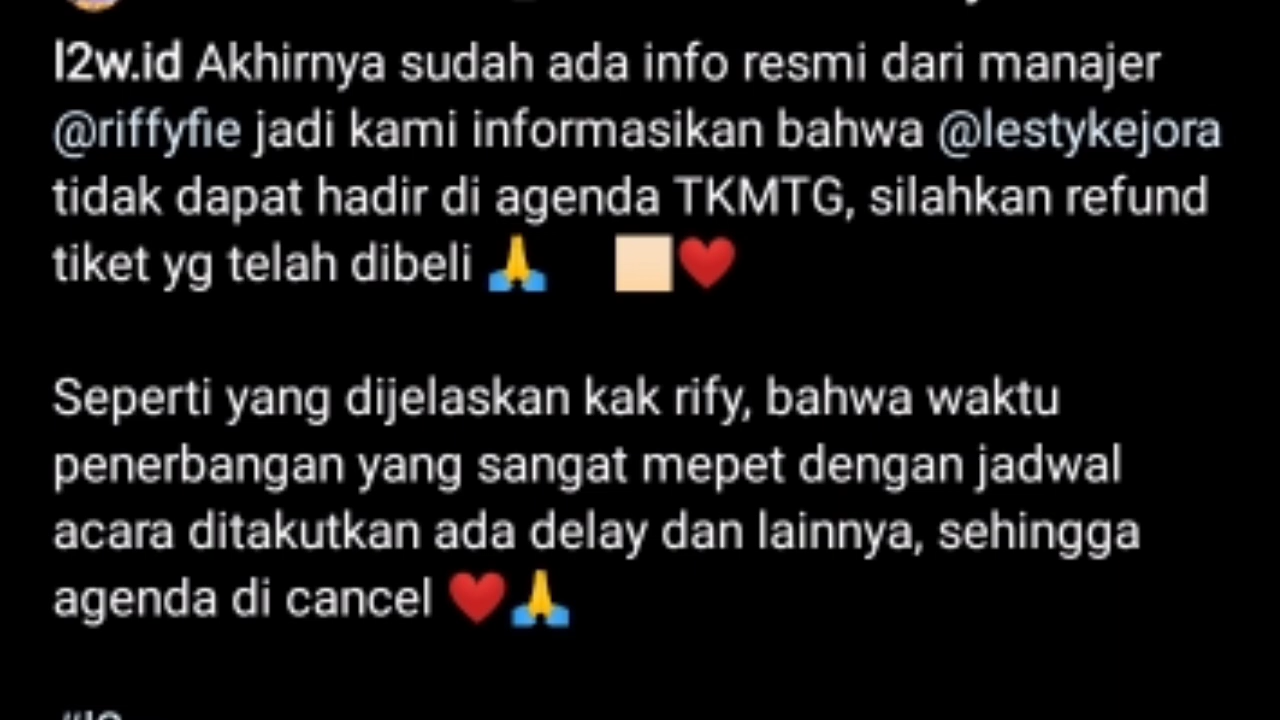 l2w.id Akhirnya sudah ada info resmi dari manajer
@riffyfie jadi kami informasikan bahwa @lestykejora
tidak dapat hadir di agenda TKMTG, silahkan refund
tiket yg telah dibeli 🙏 🏼❤️
Seperti yang dijelaskan kak rify, bahwa waktu
penerbangan yang sangat mepet dengan jadwal
acara ditakutkan ada delay dan lainnya, sehingga
agenda di cancel ❤️🙏